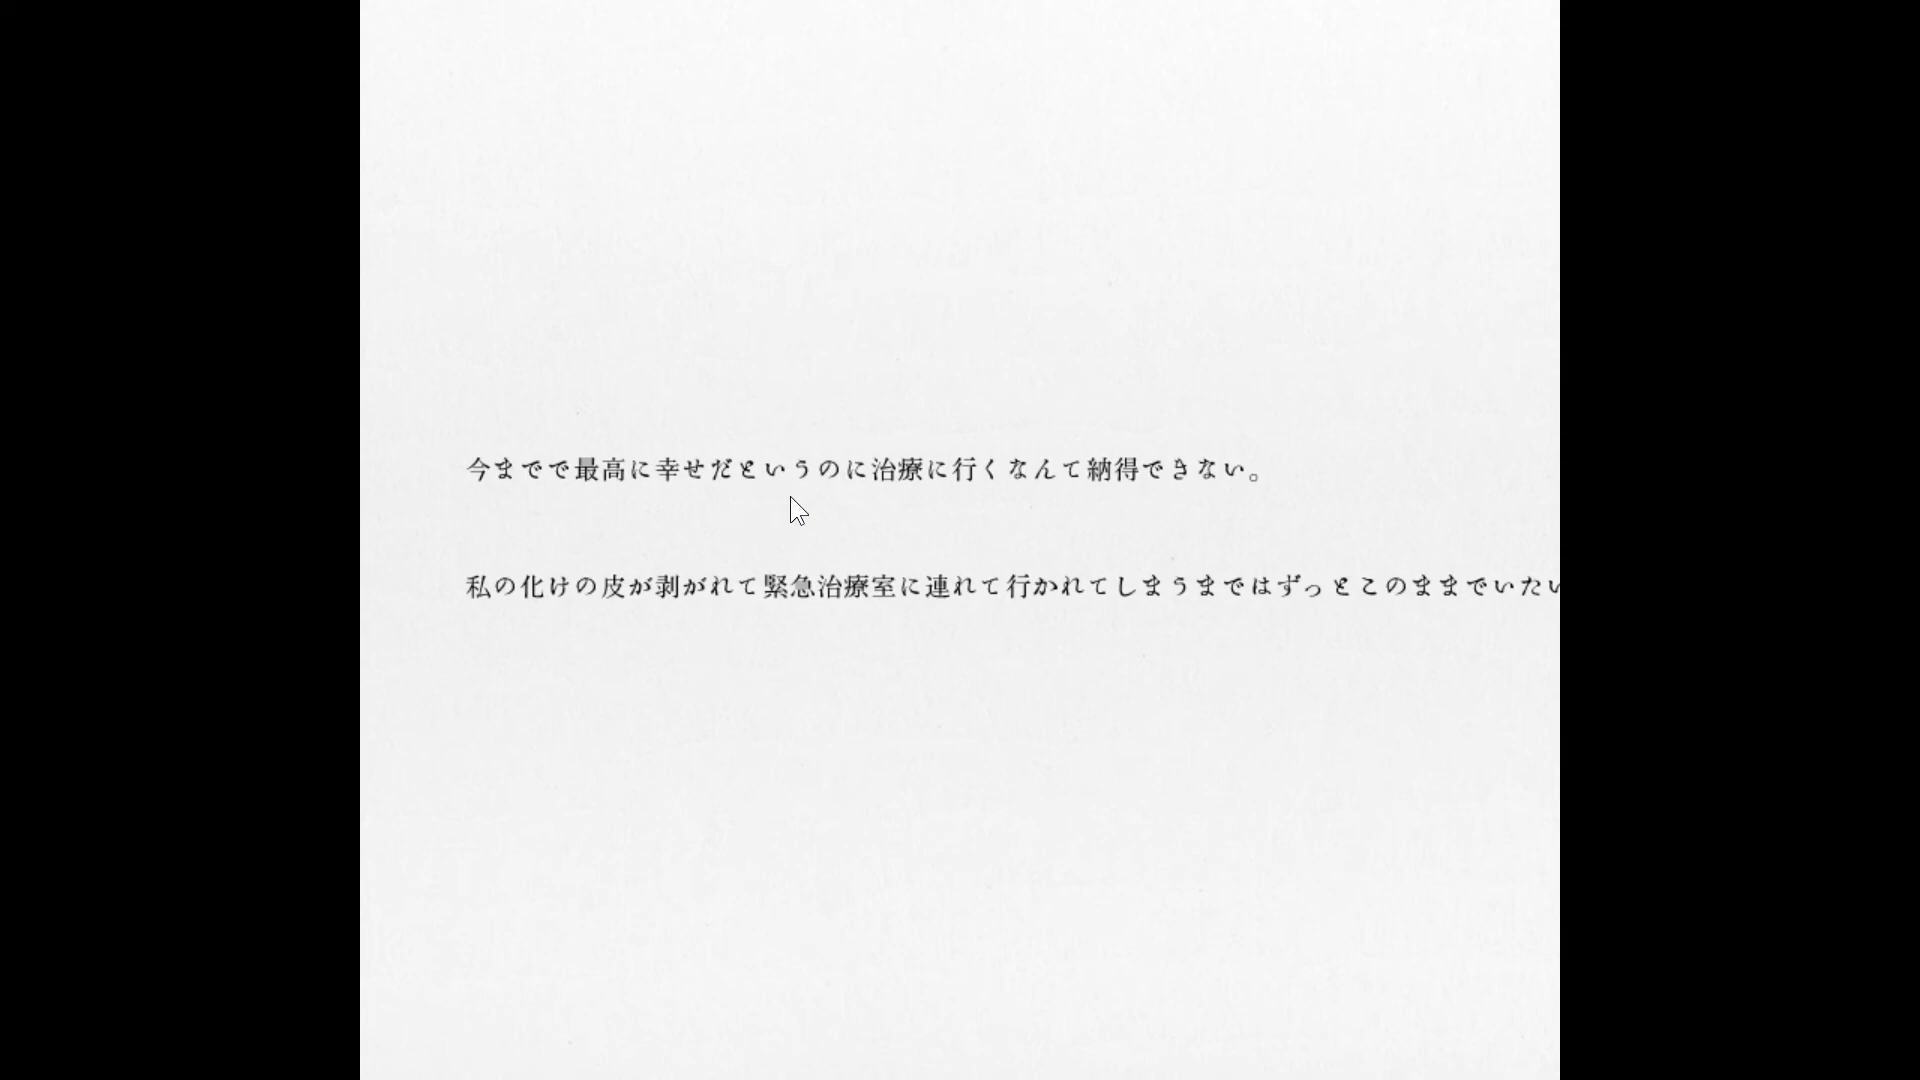 今までで最高に幸せだというのに治療に行くなんて納得できない。
私の化けの皮が剥がれて緊急治療室に連れて行かれてしまうまではずっとこのままでいたい